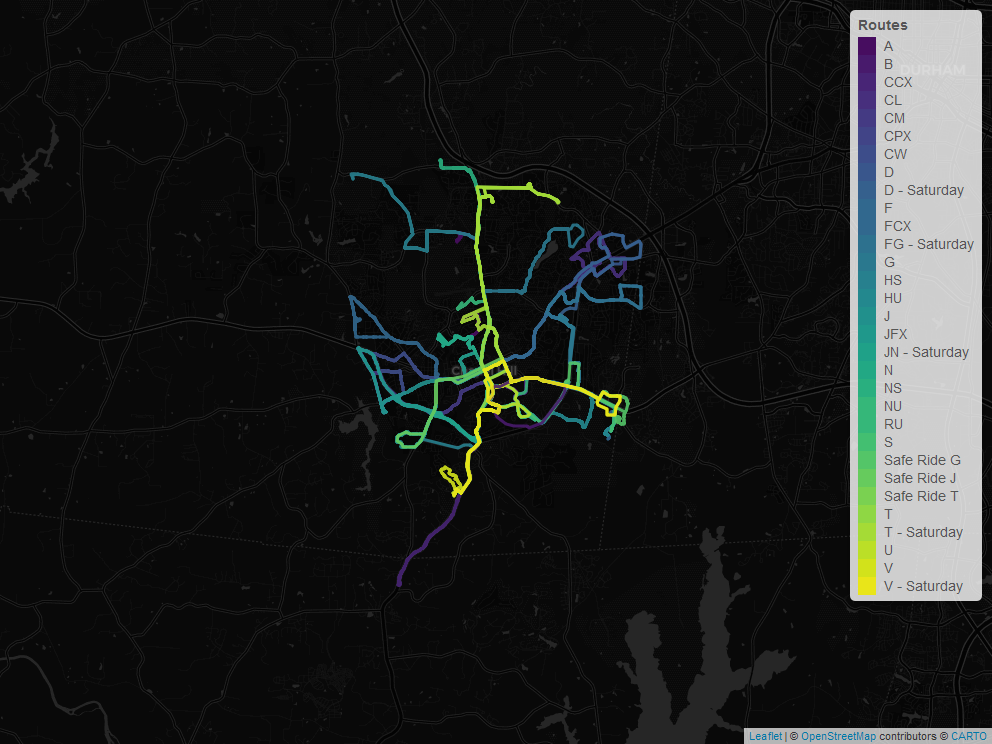 Routes
A
B
DURHAM
CCX
CL
CM
CPX
CW
D
D - Saturday
F
FCX
FG - Saturday
G
HS
HU
J
JFX
JN - Saturday
N
NS
NU
RU
S
Safe Ride G
Safe Ride J
Safe Ride T
T
T - Saturday
U
V
V - Saturday
Leaflet | © OpenStreetMap contributors © CARTO